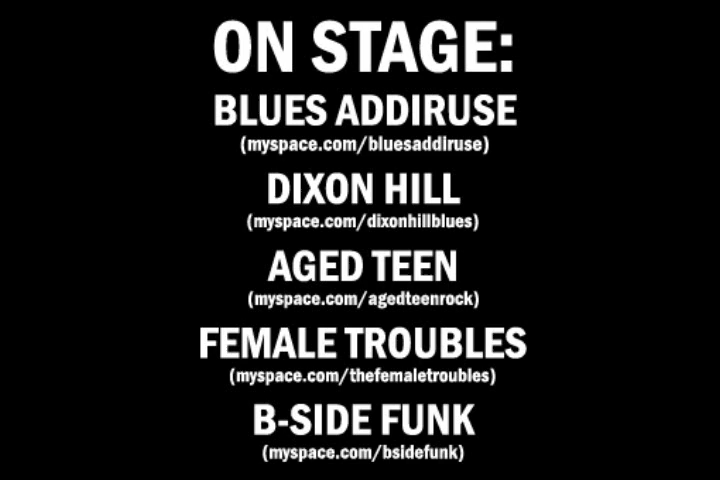 ON STAGE:
BLUES ADDIRUSE
(myspace.com/bluesaddiruse)
DIXON HILL
(myspace.com/dixonhillblues)
AGED TEEN
(myspace.com/agedteenrock)
FEMALE TROUBLES
(myspace.com/thefemaletroubles)
B-SIDE FUNK
(myspace.com/bsidefunk)